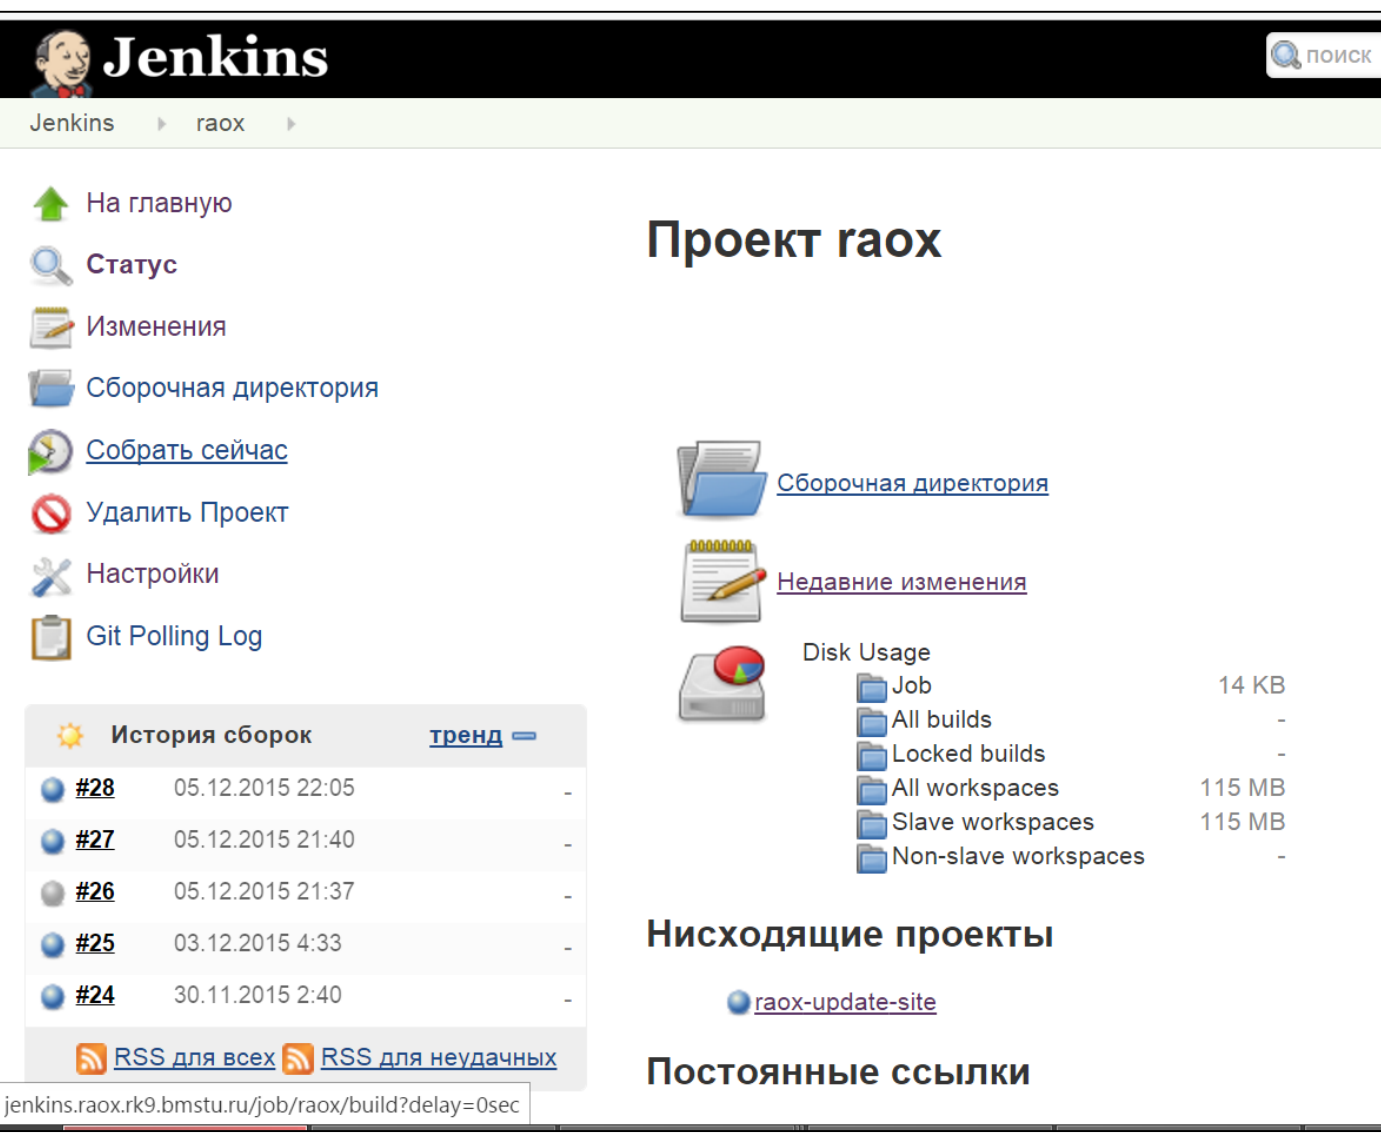 Jenkins
поиск
Jenkins raox
На главную
Статус
Изменения
Сборочная директория
Собрать сейчас
Удалить Проект
Настройки
Git Polling Log
История сборок тренд
#28 05.12.2015 22:05 -
#27 05.12.2015 21:40 -
#26 05.12.2015 21:37 -
#25 03.12.2015 4:33 -
#24 30.11.2015 2:40 -
RSS для всех RSS для неудачных
jenkins.raox.rk9.bmstu.ru/job/raox/build?delay=0sec
Проект raox
Сборочная директория
Недавние изменения
Disk Usage
Job 14 KB
All builds -
Locked builds -
All workspaces 115 MB
Slave workspaces 115 MB
Non-slave workspaces -
Нисходящие проекты
raox-update-site
Постоянные ссылки